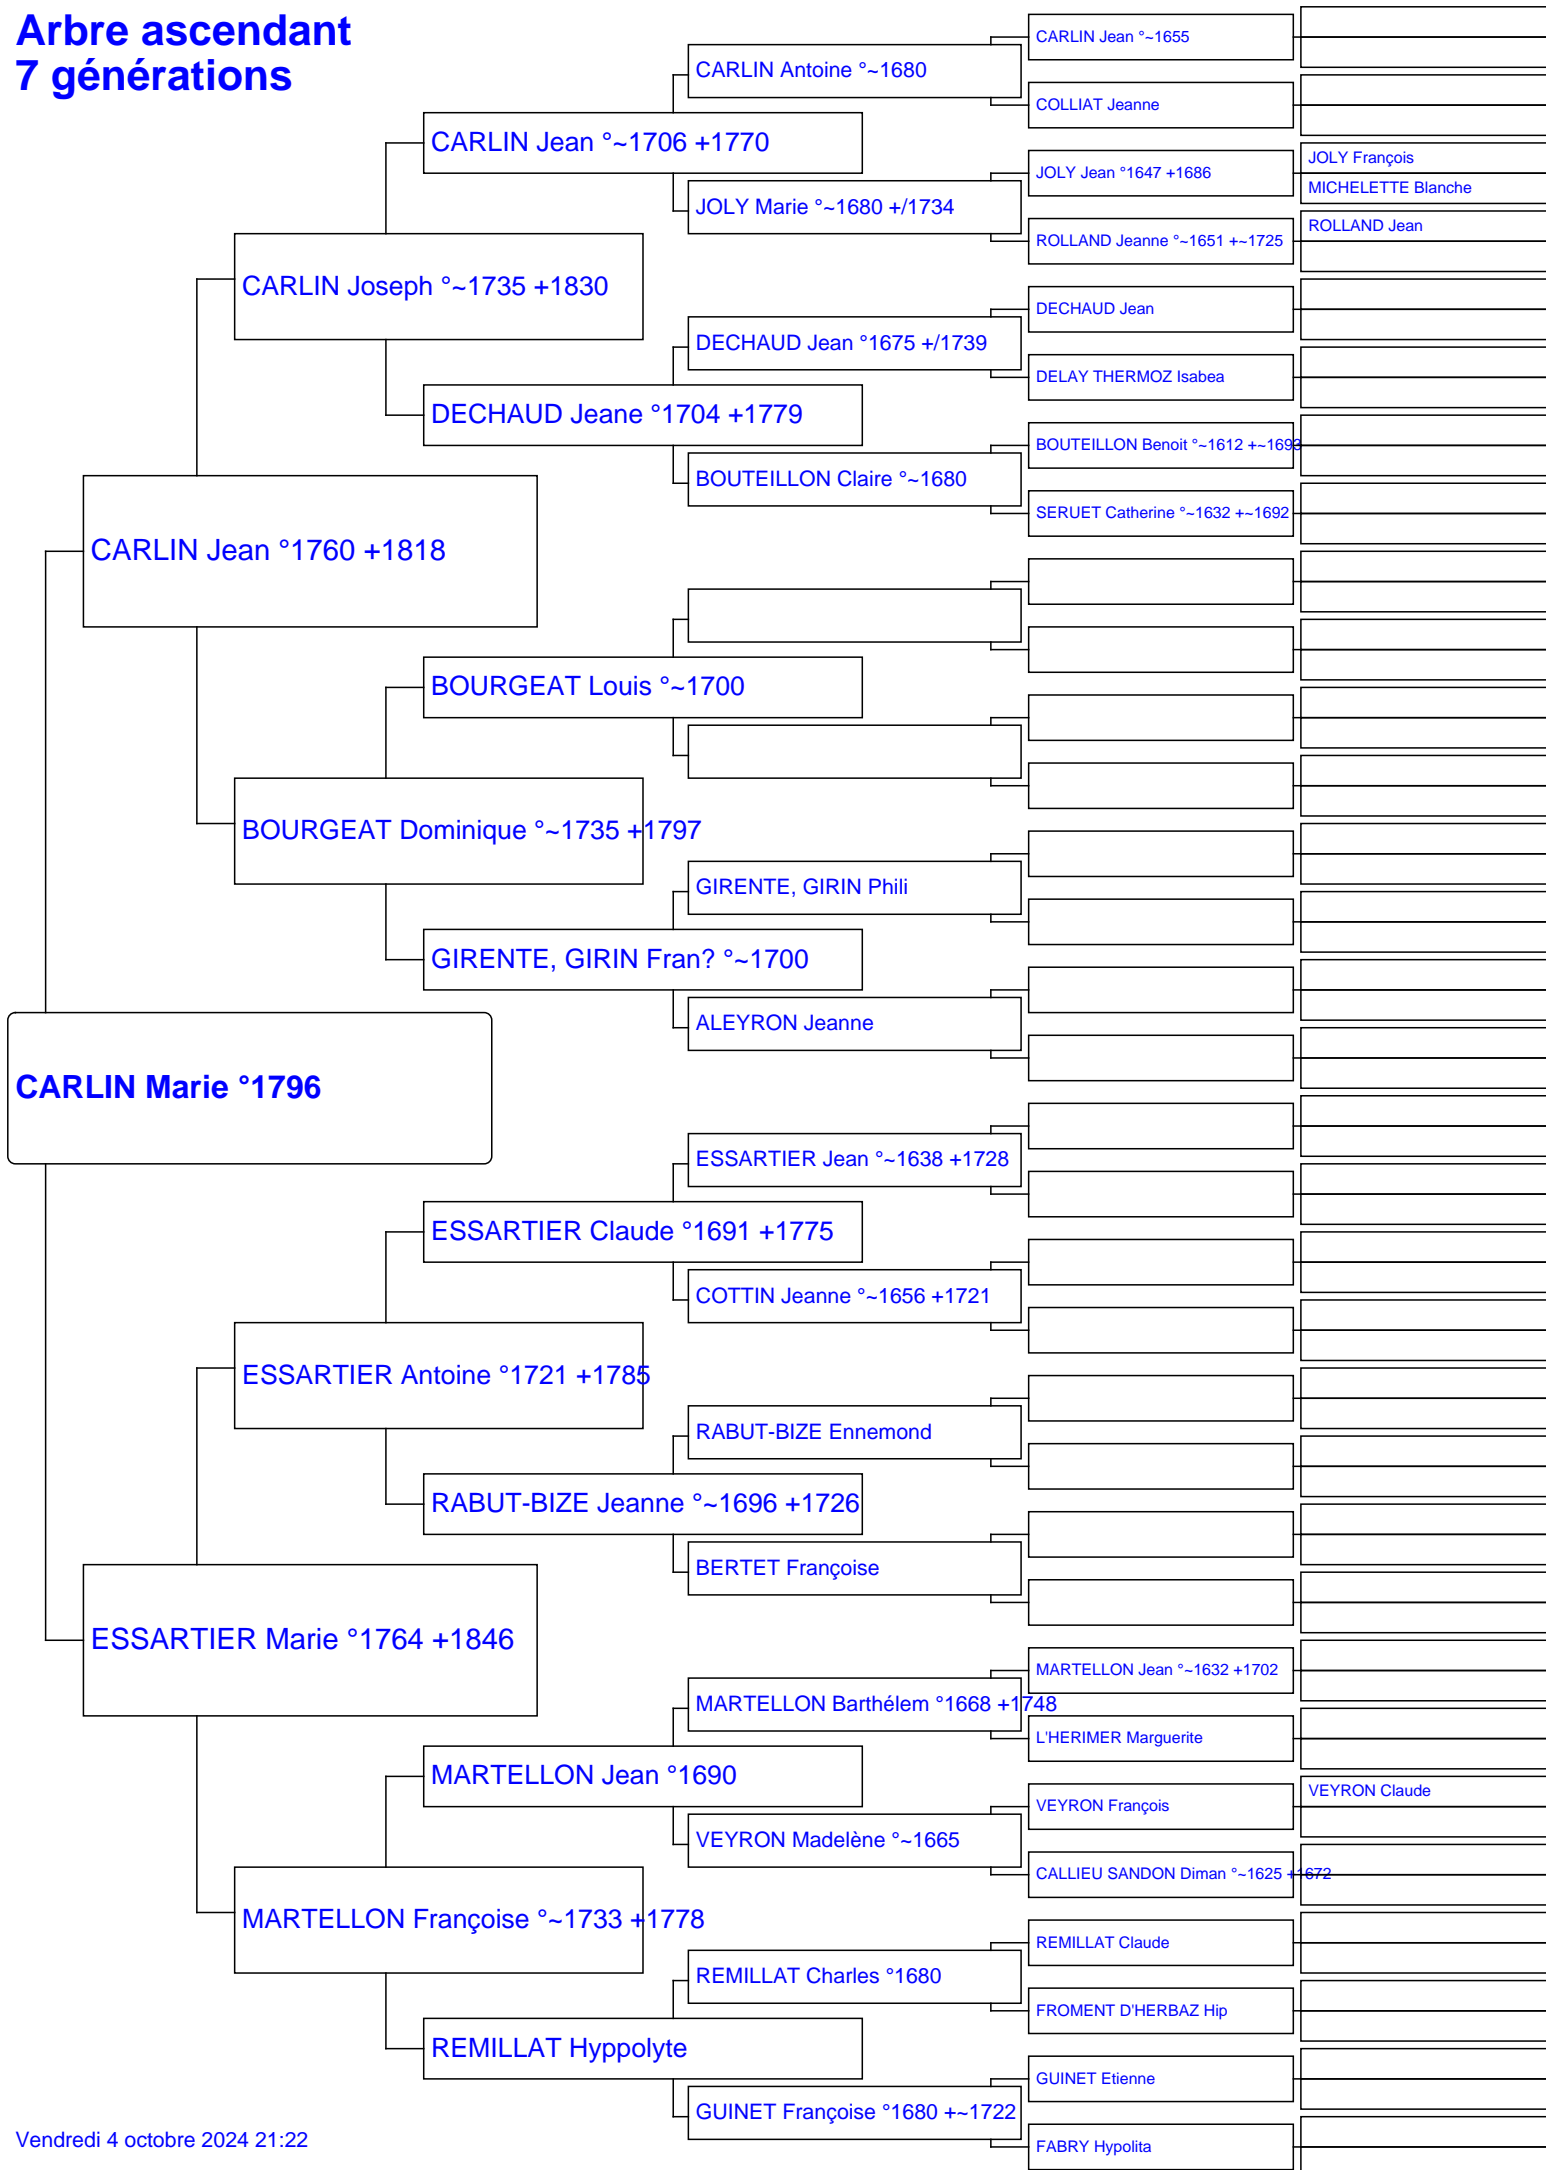 Arbre ascendant
7 générations
CARLIN Jean °~1655
CARLIN Antoine °~1680
COLLIAT Jeanne
CARLIN Jean °~1706 +1770
JOLY François
JOLY Jean °1647 +1686
MICHELETTE Blanche
JOLY Marie °~1680 +/1734
ROLLAND Jean
ROLLAND Jeanne °~1651 +~1725
CARLIN Joseph °~1735 +1830
DECHAUD Jean
DECHAUD Jean °1675 +/1739
DELAY THERMOZ Isabea
DECHAUD Jeane °1704 +1779
BOUTEILLON Benoit °~1612 +~1693
BOUTEILLON Claire °~1680
SERUET Catherine °~1632 +~1692
CARLIN Jean °1760 +1818
BOURGEAT Louis °~1700
BOURGEAT Dominique °~1735 +1797
GIRENTE, GIRIN Phili
GIRENTE, GIRIN Fran? °~1700
ALEYRON Jeanne
CARLIN Marie °1796
ESSARTIER Jean °~1638 +1728
ESSARTIER Claude °1691 +1775
COTTIN Jeanne °~1656 +1721
ESSARTIER Antoine °1721 +1785
RABUT-BIZE Ennemond
RABUT-BIZE Jeanne °~1696 +1726
BERTET Françoise
ESSARTIER Marie °1764 +1846
MARTELLON Jean °~1632 +1702
MARTELLON Barthélem °1668 +1748
L'HERIMER Marguerite
MARTELLON Jean °1690
VEYRON Claude
VEYRON François
VEYRON Madelène °~1665
CALLIEU SANDON Diman °~1625 +1672
MARTELLON Françoise °~1733 +1778
REMILLAT Claude
REMILLAT Charles °1680
FROMENT D'HERBAZ Hip
REMILLAT Hyppolyte
GUINET Etienne
GUINET Françoise °1680 +~1722
FABRY Hypolita
Vendredi 4 octobre 2024 21:22